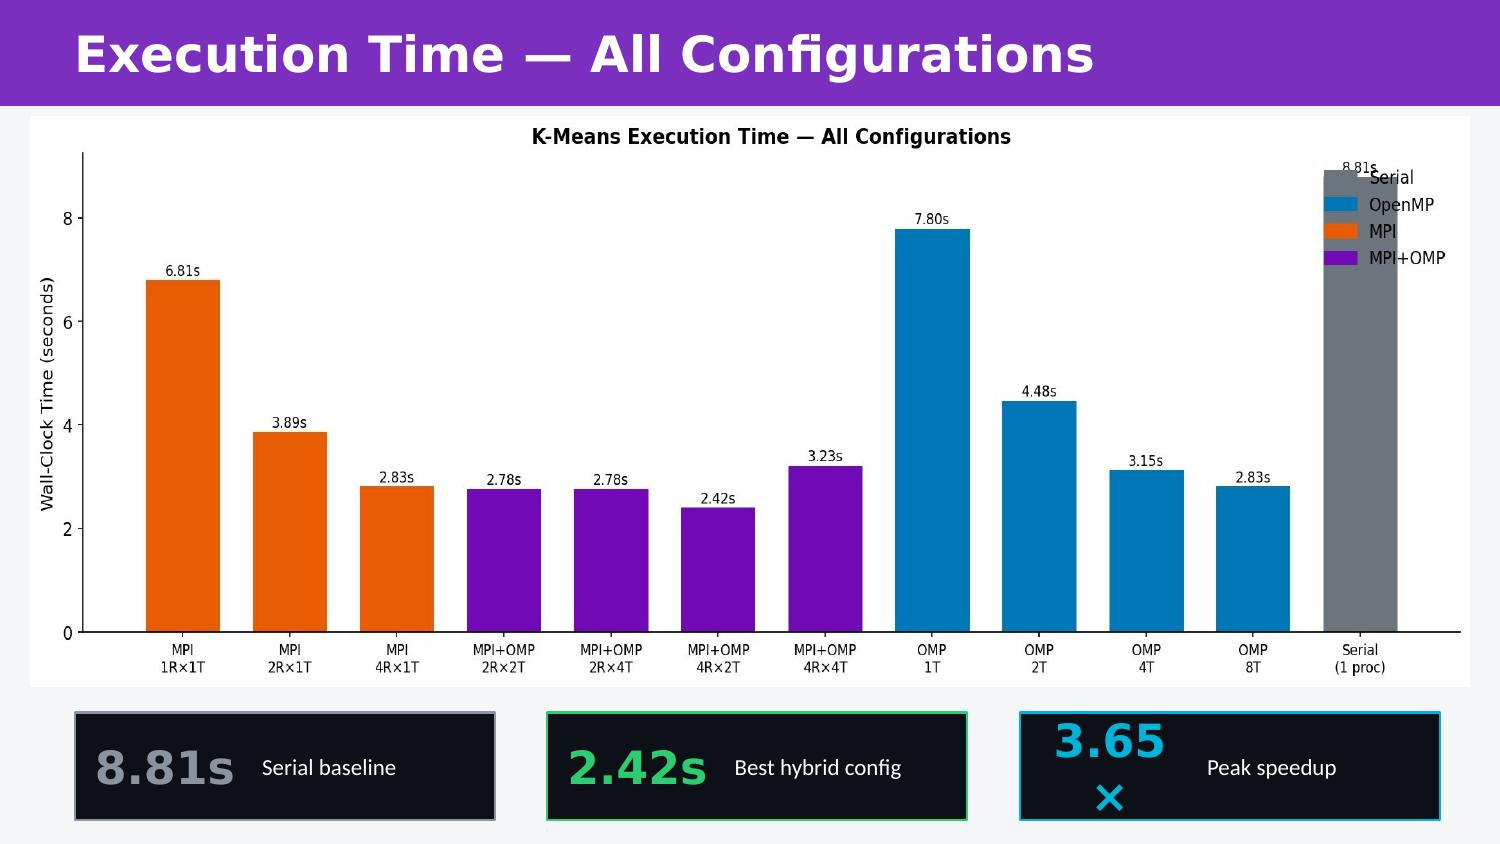 Execution Time — All Configurations
K-Means Execution Time — All Configurations
Wall-Clock Time (seconds)
8
6
4
2
0
6.81s
3.89s
2.83s
2.78s
2.78s
2.42s
3.23s
7.80s
4.48s
3.15s
2.83s
8.81s
Serial
OpenMP
MPI
MPI+OMP
MPI
1R×1T
MPI
2R×1T
MPI
4R×1T
MPI+OMP
2R×2T
MPI+OMP
2R×4T
MPI+OMP
4R×2T
MPI+OMP
4R×4T
OMP
1T
OMP
2T
OMP
4T
OMP
8T
Serial
(1 proc)
8.81s Serial baseline
2.42s Best hybrid config
3.65
×
Peak speedup